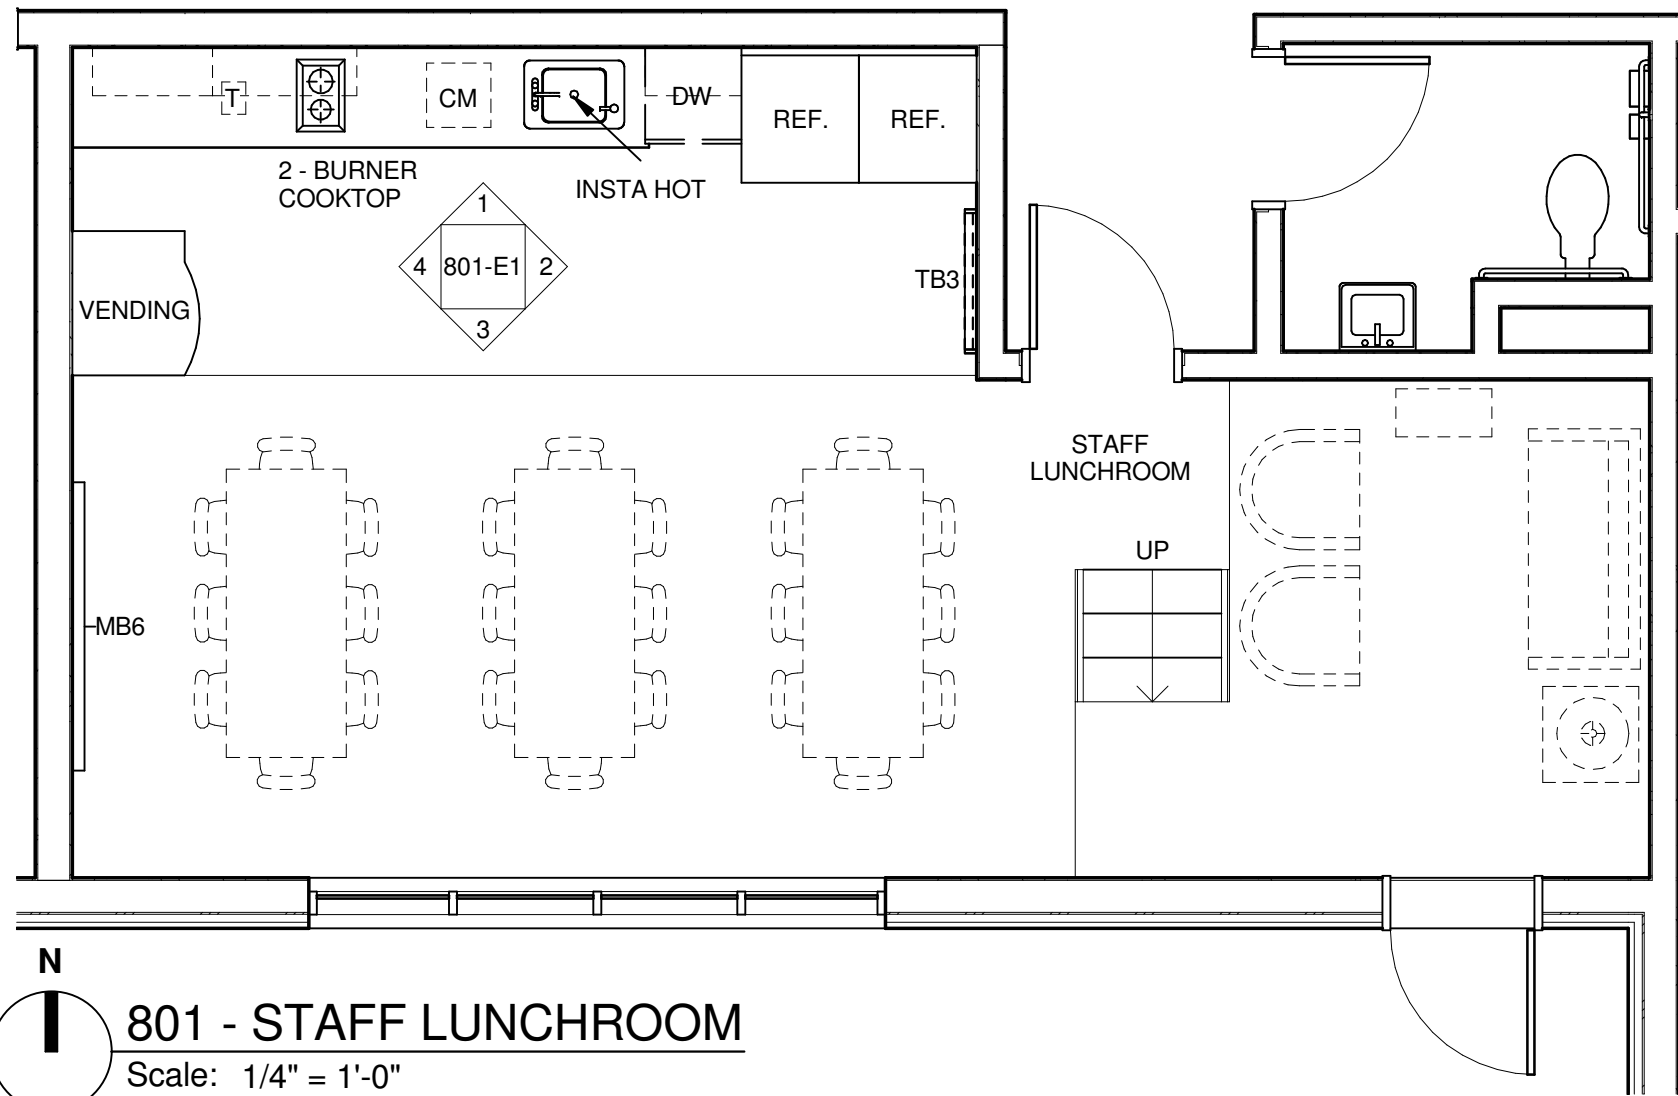 T
CM
DW
REF.
REF.
2 - BURNER
COOKTOP
INSTA HOT
1
4
801-E1
2
3
TB3
VENDING
STAFF
LUNCHROOM
UP
MB6
N
801 - STAFF LUNCHROOM
Scale: 1/4" = 1'-0"